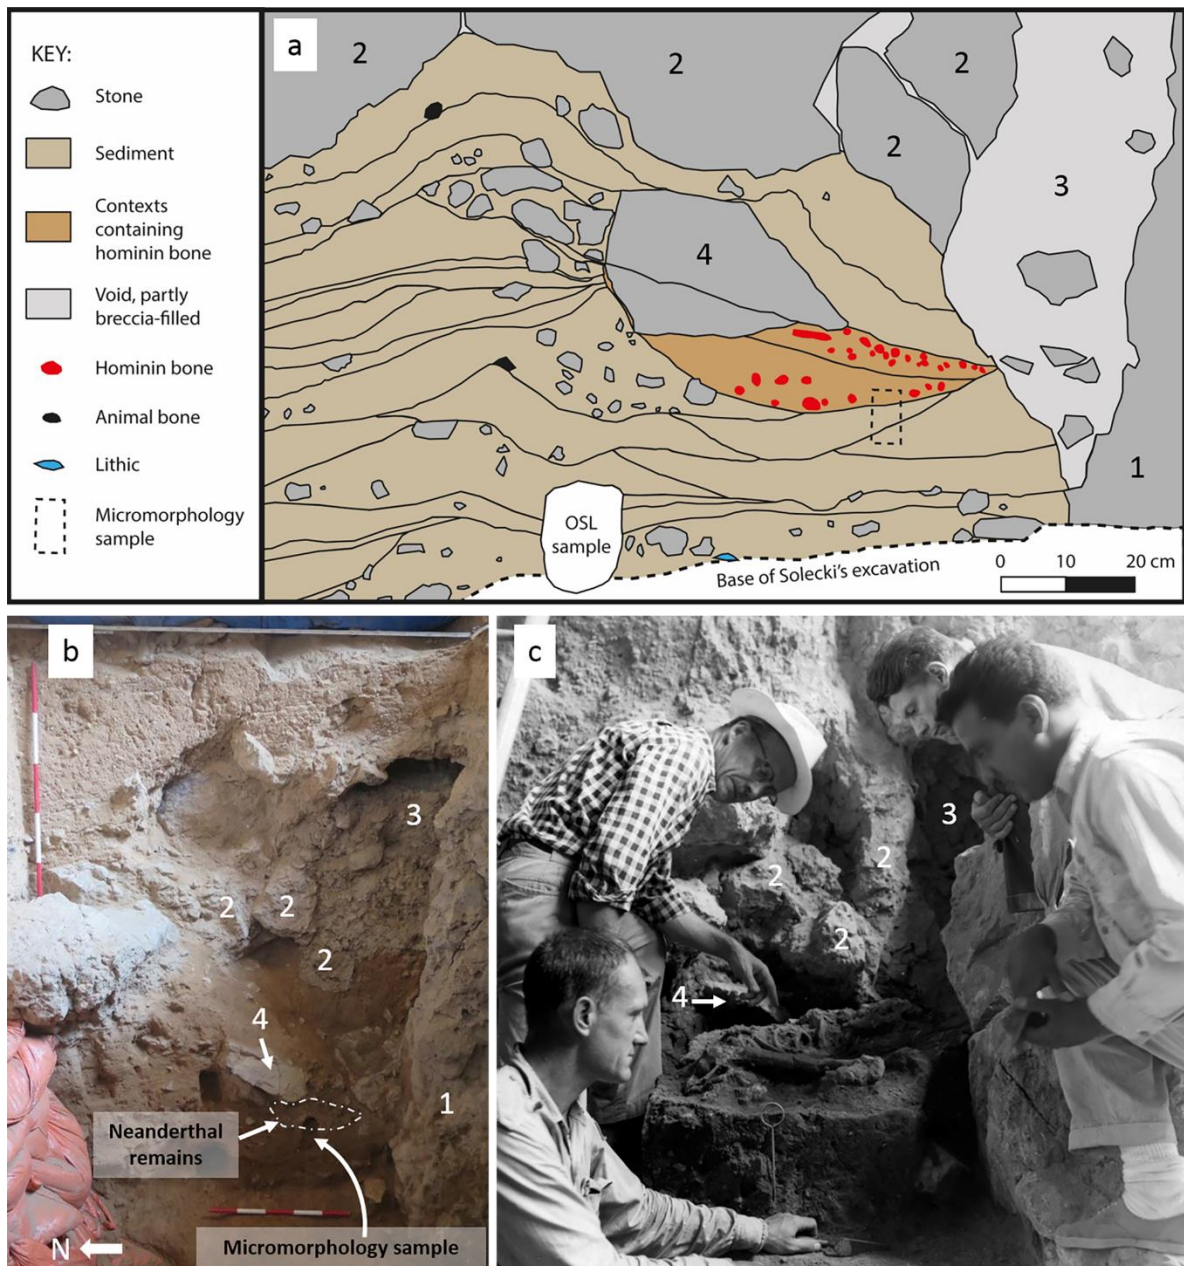 KEY:
Stone
Sediment
Contexts
containing
hominin bone
Void, partly
breccia-filled
Hominin bone
Animal bone
Lithic
Micromorphology
sample
a
2
2
2
2
3
4
1
OSL
sample
Base of Solecki's excavation
0 10 20 cm
b
3
2 2
2
4
1
Neanderthal
remains
N
Micromorphology sample
c
3
2
2
2
4